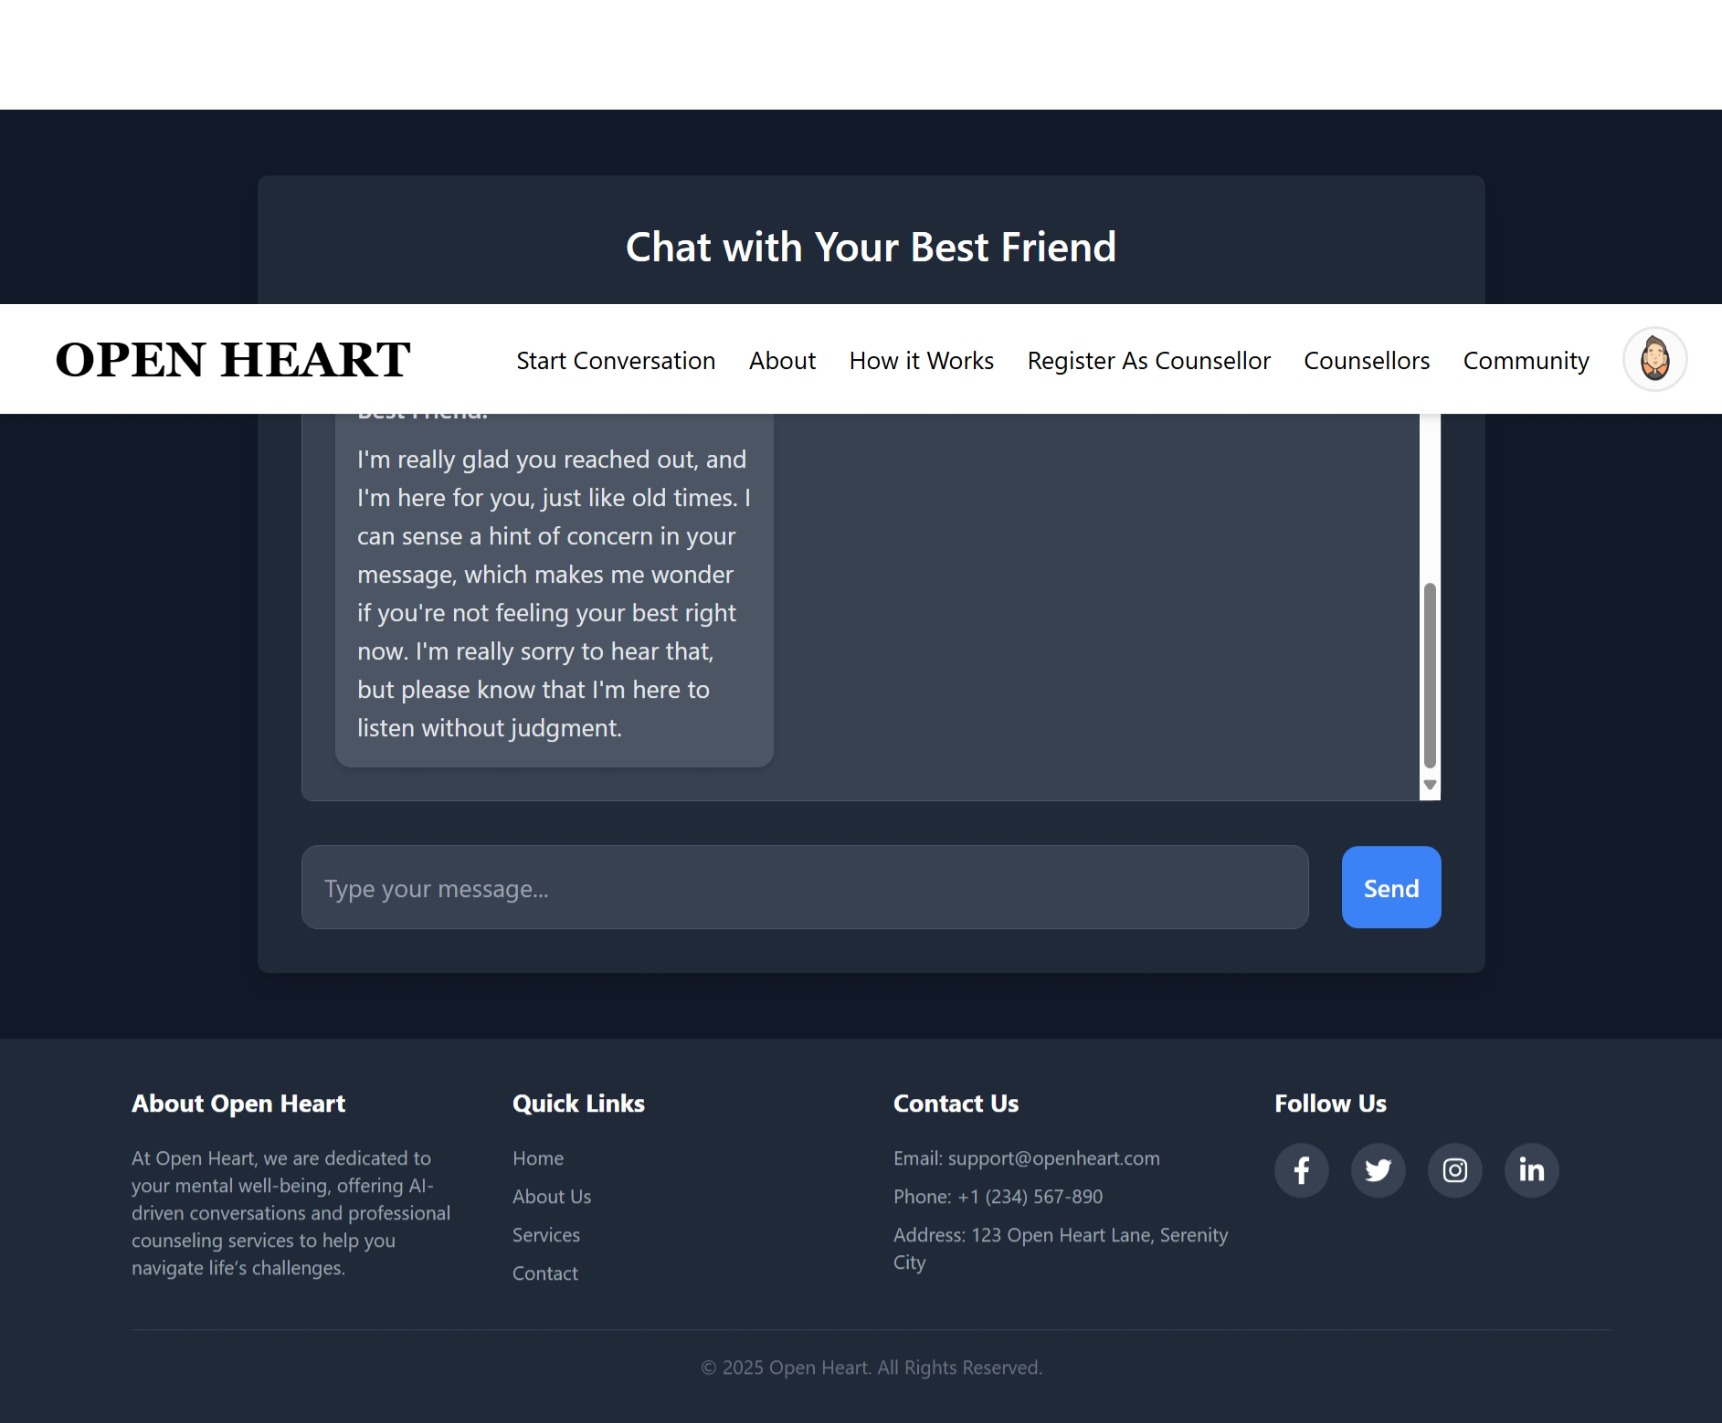 Chat with Your Best Friend
OPEN HEART
Start Conversation
About
How it Works
Register As Counsellor
Counsellors
Community
Best Friend:
I'm really glad you reached out, and
I'm here for you, just like old times. I
can sense a hint of concern in your
message, which makes me wonder
if you're not feeling your best right
now. I'm really sorry to hear that,
but please know that I'm here to
listen without judgment.
Type your message...
Send
About Open Heart
At Open Heart, we are dedicated to
your mental well-being, offering AI-
driven conversations and professional
counseling services to help you
navigate life’s challenges.
Quick Links
Home
About Us
Services
Contact
Contact Us
Email: support@openheart.com
Phone: +1 (234) 567-890
Address: 123 Open Heart Lane, Serenity
City
Follow Us
© 2025 Open Heart. All Rights Reserved.